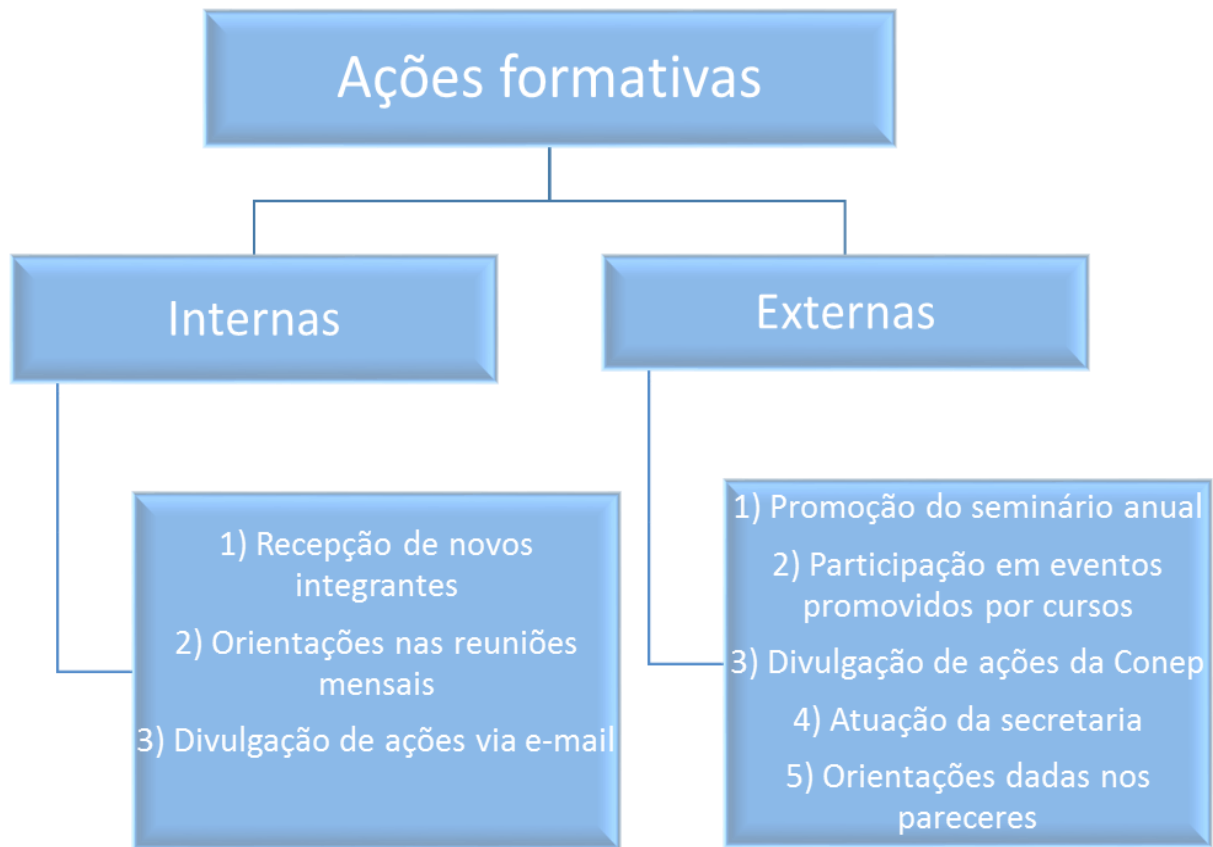 Ações formativas
Internas
Externas
1) Recepção de novos
integrantes
2) Orientações nas reuniões
mensais
3) Divulgação de ações via e-mail
1) Promoção do seminário anual
2) Participação em eventos
promovidos por cursos
3) Divulgação de ações da Conep
4) Atuação da secretaria
5) Orientações dadas nos
pareceres